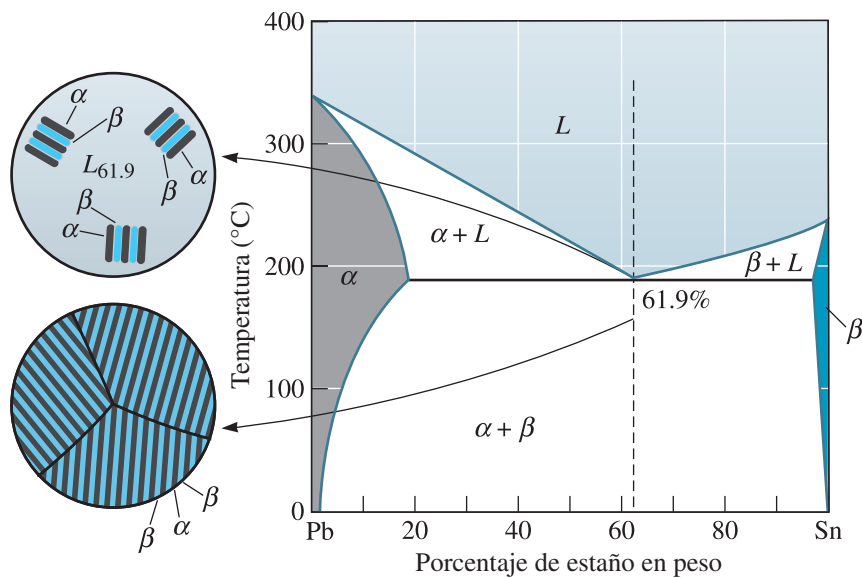 α
β
L61.9
β
α
β
α
β
α
β
Temperatura (°C)
400
300
200
100
0
L
α + L
β + L
α
61.9%
β
α + β
Pb
20
40
60
80
Sn
Porcentaje de estaño en peso